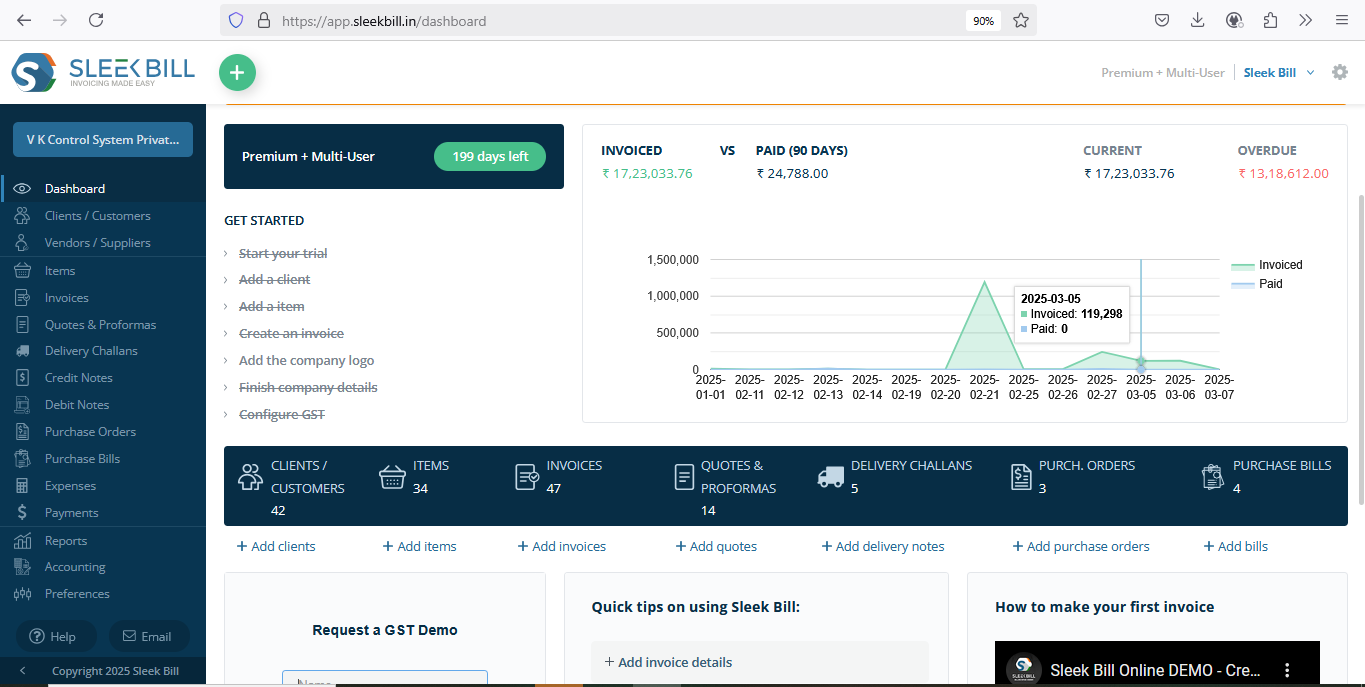 https://app.sleekbill.in/dashboard
90%
SLEEK BILL
INVOICING MADE EASY
+
Premium + Multi-User
Sleek Bill
V K Control System Privat...
Dashboard
Clients / Customers
Vendors / Suppliers
Items
Invoices
Quotes & Proformas
Delivery Challans
Credit Notes
Debit Notes
Purchase Orders
Purchase Bills
Expenses
Payments
Reports
Accounting
Preferences
Help
Email
Copyright 2025 Sleek Bill
Premium + Multi-User
199 days left
GET STARTED
Start your trial
Add a client
Add a item
Create an invoice
Add the company logo
Finish company details
Configure GST
INVOICED VS PAID (90 DAYS) CURRENT OVERDUE
₹ 17,23,033.76 ₹ 24,788.00 ₹ 17,23,033.76 ₹ 13,18,612.00
1,500,000
1,000,000
500,000
0
2025-03-05
Invoiced: 119,298
Paid: 0
Invoiced
Paid
2025- 2025- 2025- 2025- 2025- 2025- 2025- 2025- 2025- 2025- 2025- 2025- 2025- 2025-
01-01 02-11 02-12 02-13 02-14 02-19 02-20 02-21 02-25 02-26 02-27 03-05 03-06 03-07
CLIENTS /
CUSTOMERS
42
ITEMS
34
INVOICES
47
QUOTES &
PROFORMAS
14
DELIVERY CHALLANS
5
PURCH. ORDERS
3
PURCHASE BILLS
4
+ Add clients
+ Add items
+ Add invoices
+ Add quotes
+ Add delivery notes
+ Add purchase orders
+ Add bills
Request a GST Demo
Name
Quick tips on using Sleek Bill:
+ Add invoice details
How to make your first invoice
Sleek Bill Online DEMO - Cre...